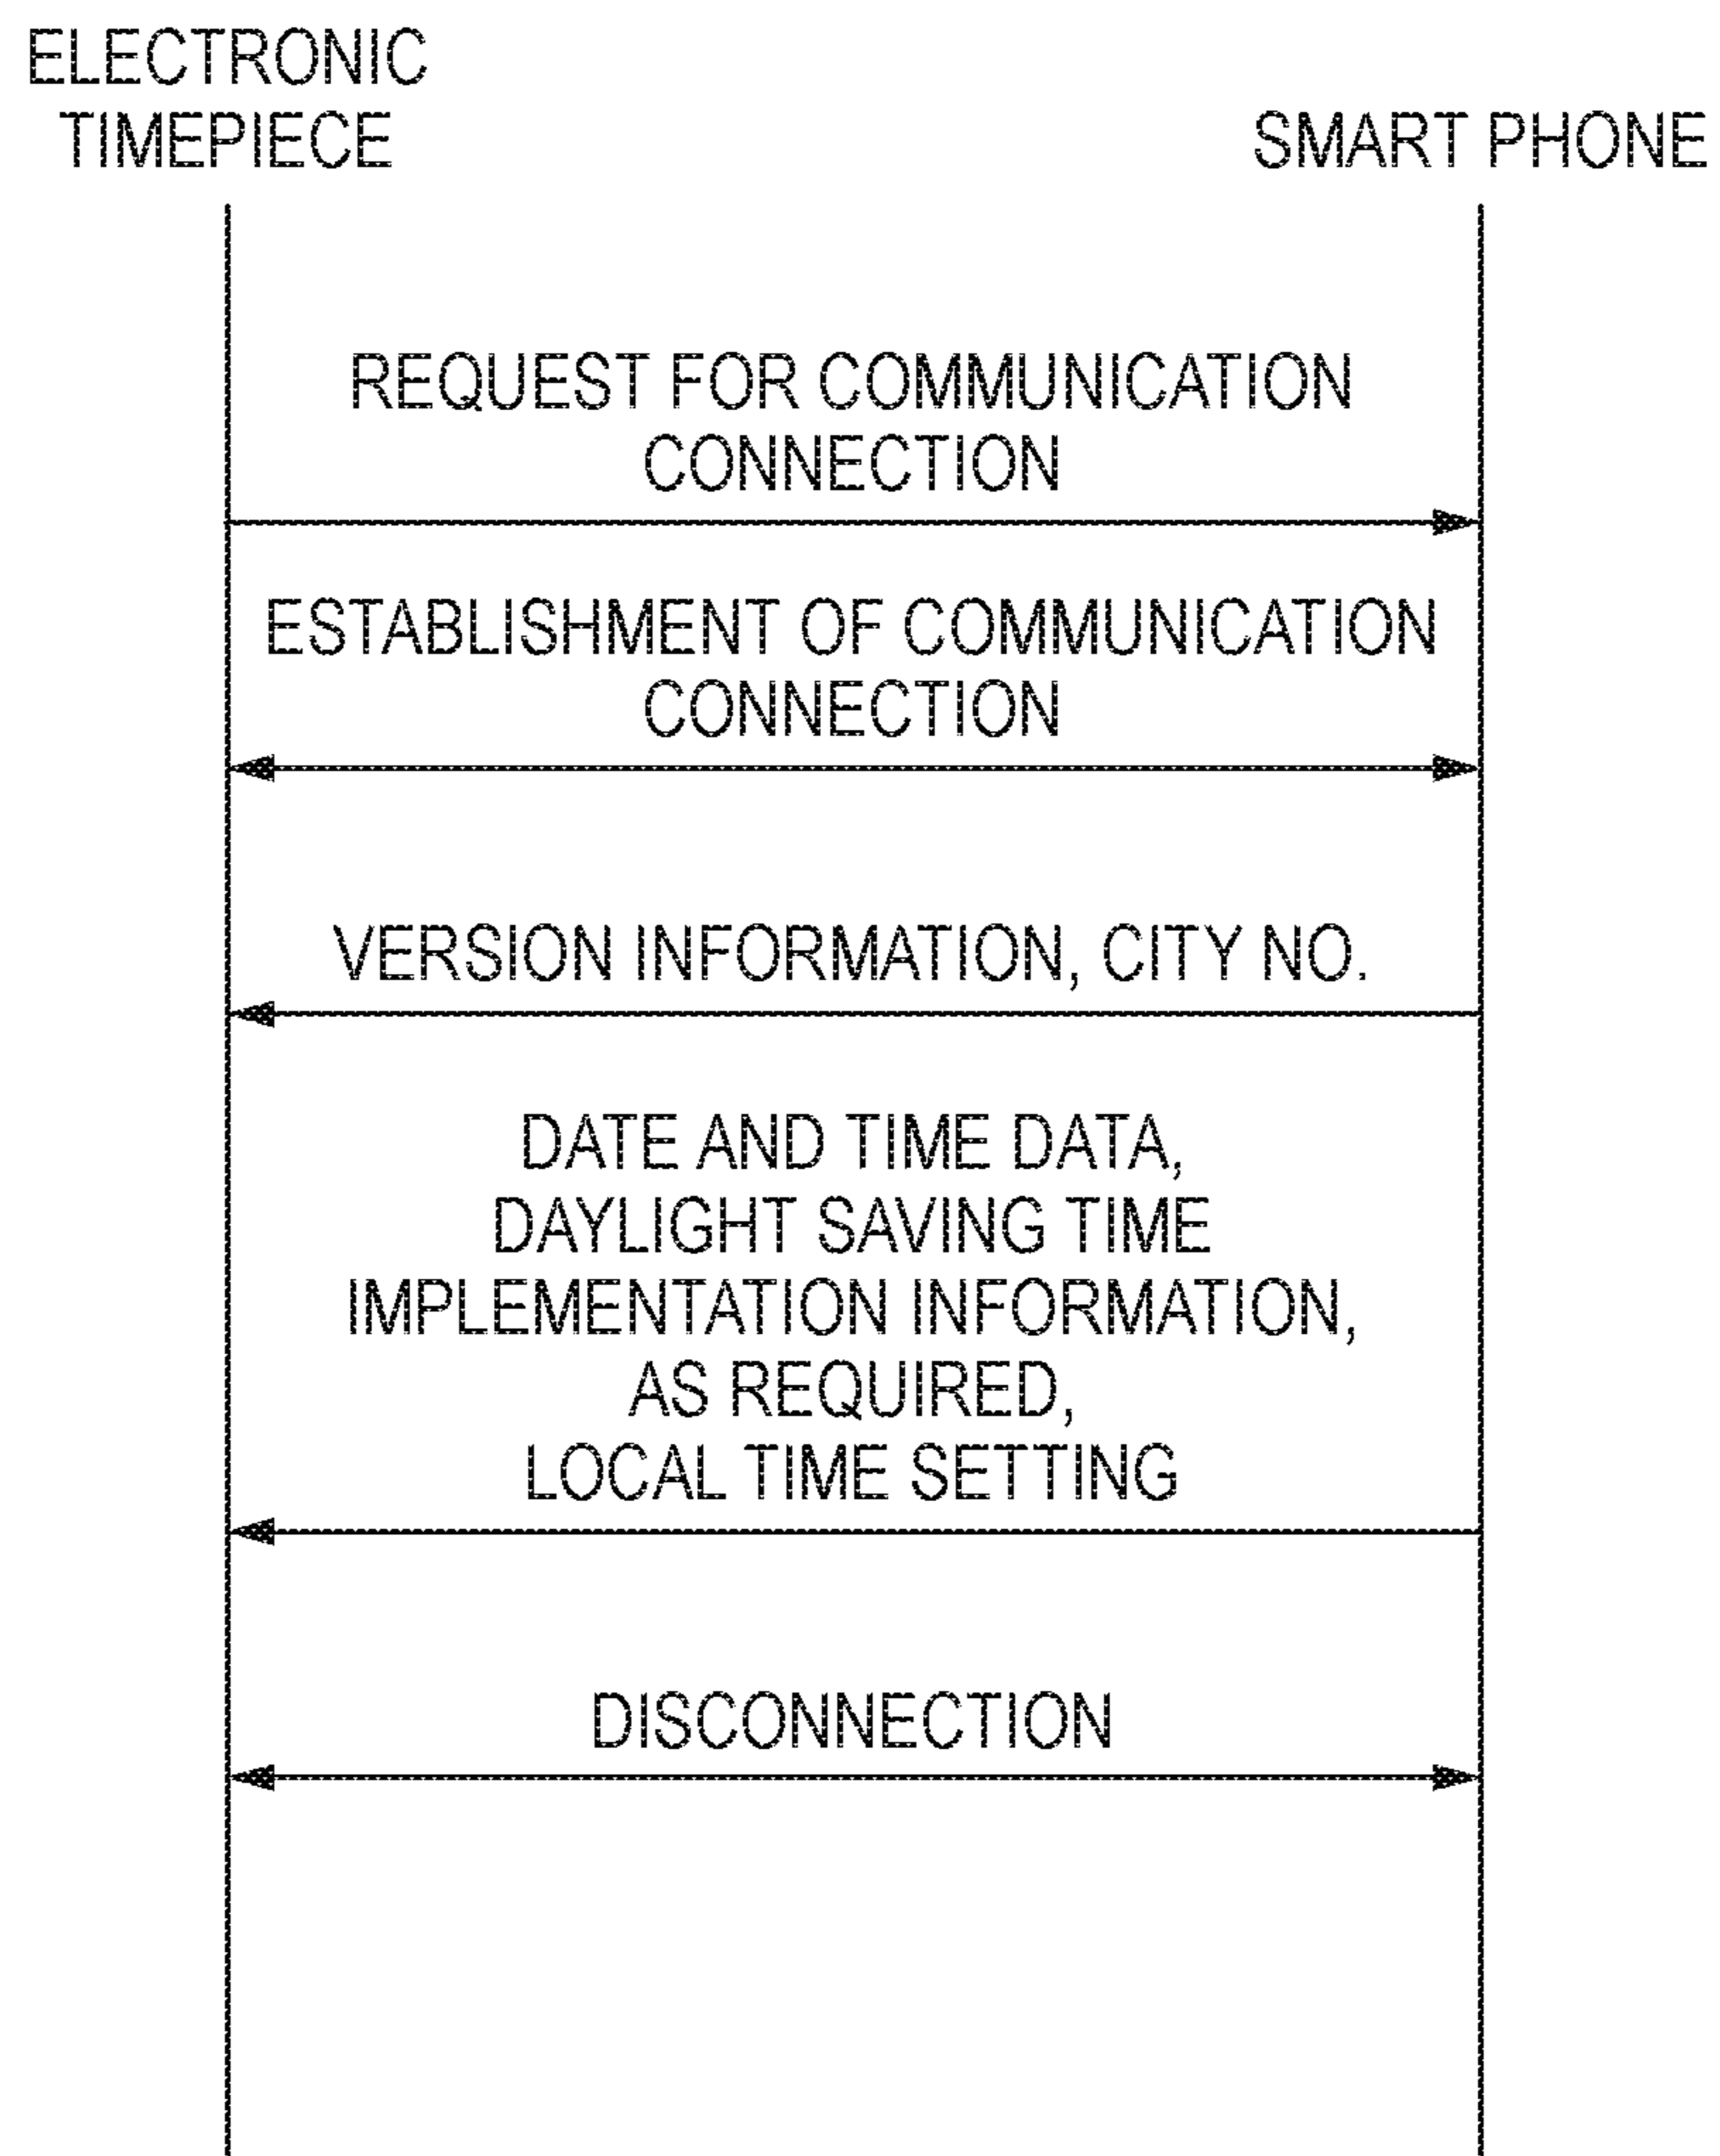 ELECTRONIC
TIMEPIECE
SMART PHONE
REQUEST FOR COMMUNICATION
CONNECTION
ESTABLISHMENT OF COMMUNICATION
CONNECTION
VERSION INFORMATION, CITY NO.
DATE AND TIME DATA,
DAYLIGHT SAVING TIME
IMPLEMENTATION INFORMATION,
AS REQUIRED,
LOCAL TIME SETTING
DISCONNECTION